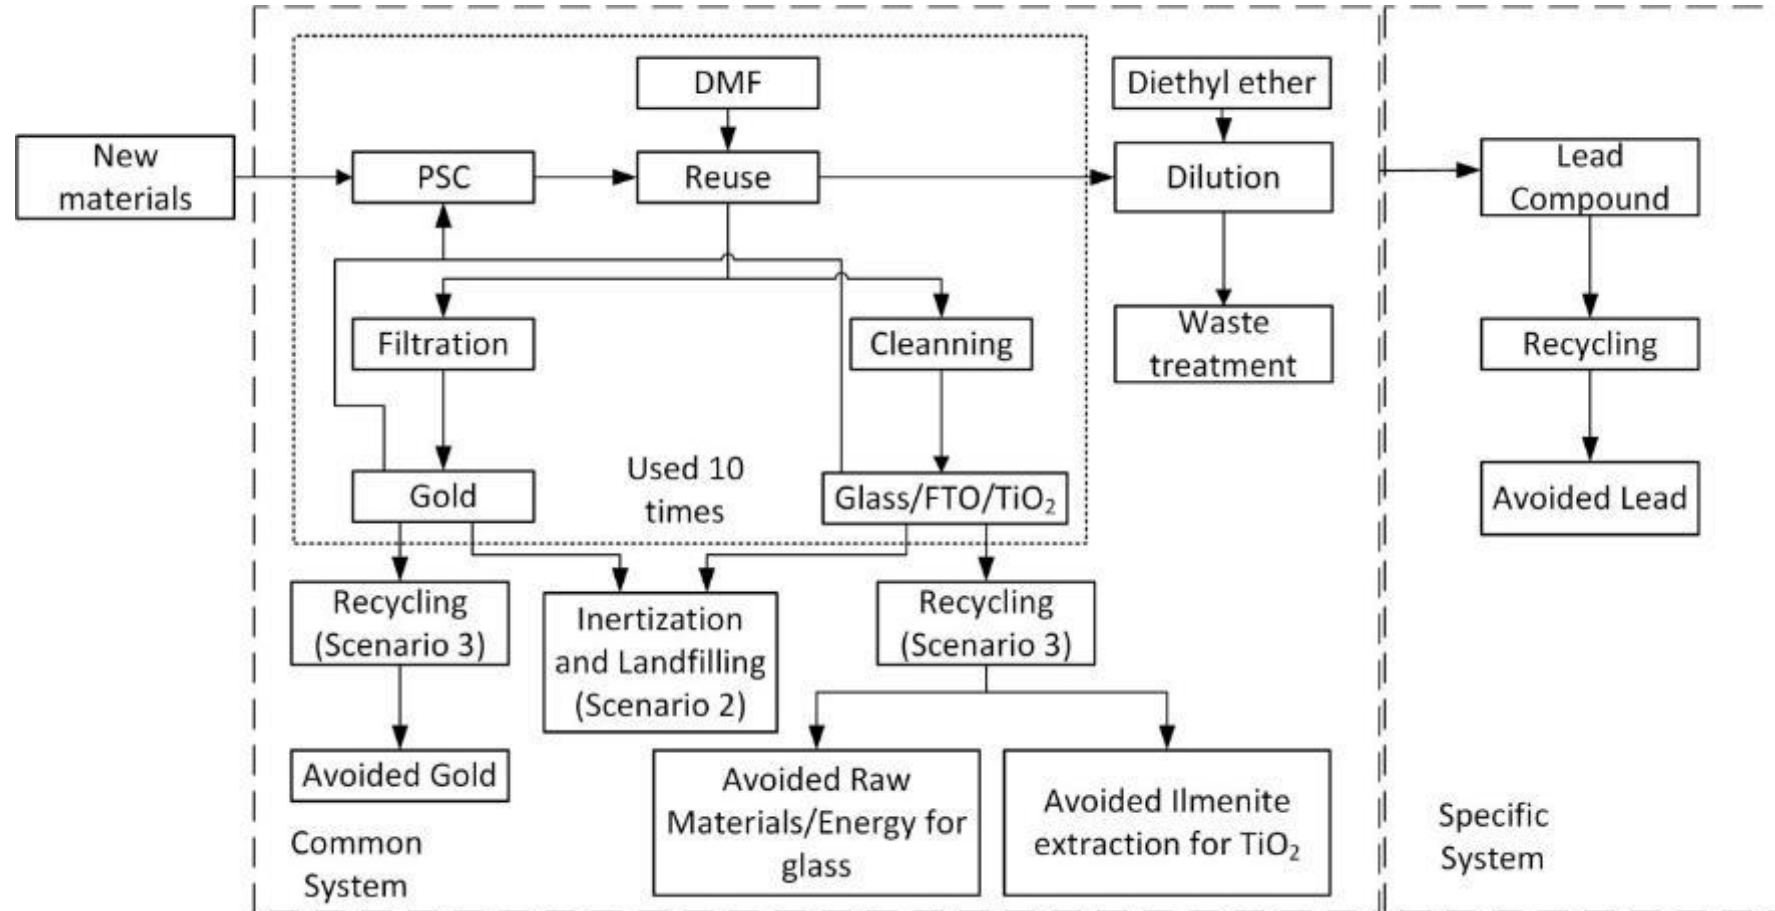 DMF
Diethyl ether
New
materials
PSC
Reuse
Dilution
Lead
Compound
Filtration
Cleanning
Waste
treatment
Recycling
Used 10
times
Gold
Glass/FTO/TiO₂
Avoided Lead
Recycling
(Scenario 3)
Inertization
and Landfilling
(Scenario 2)
Recycling
(Scenario 3)
Avoided Gold
Avoided Raw
Materials/Energy for
glass
Avoided Ilmenite
extraction for TiO₂
Common
System
Specific
System